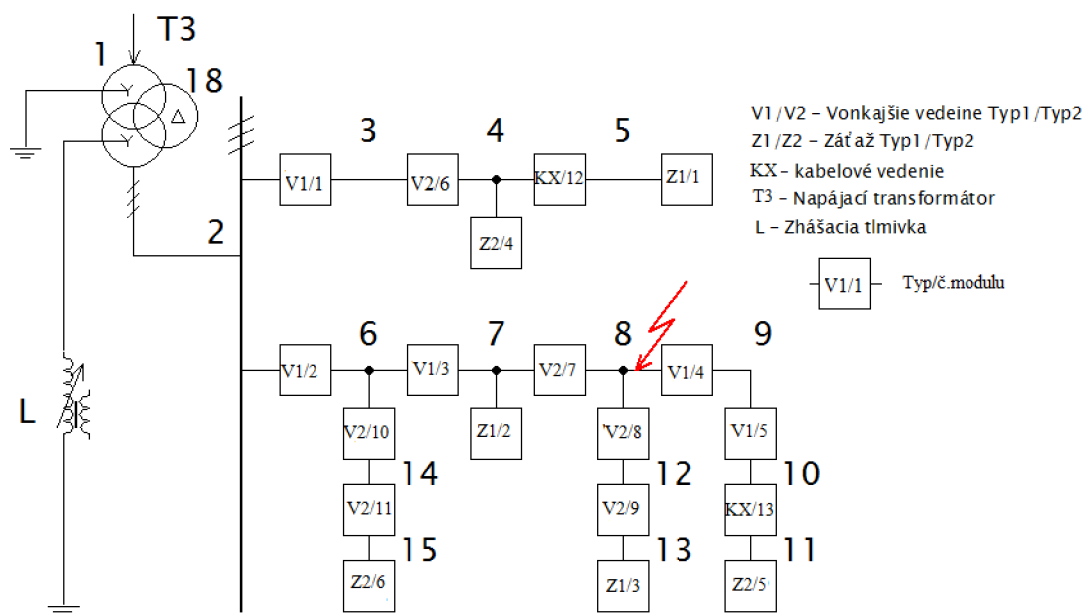 T3
1
18
3
4
5
V1/1
V2/6
KX/12
Z1/1
2
Z2/4
V1/V2 – Vonkajšie vedeine Typ1/Typ2
Z1/Z2 – Záťaž Typ1/Typ2
KX – kabelové vedenie
T3 – Napájací transformátor
L – Zhášacia tlmivka
V1/1
Typ/č.modulu
6
7
8
9
V1/2
V1/3
V2/7
V1/4
L
V2/10
Z1/2
'V2/8
V1/5
14
12
10
V2/11
V2/9
KX/13
15
13
11
Z2/6
Z1/3
Z2/5